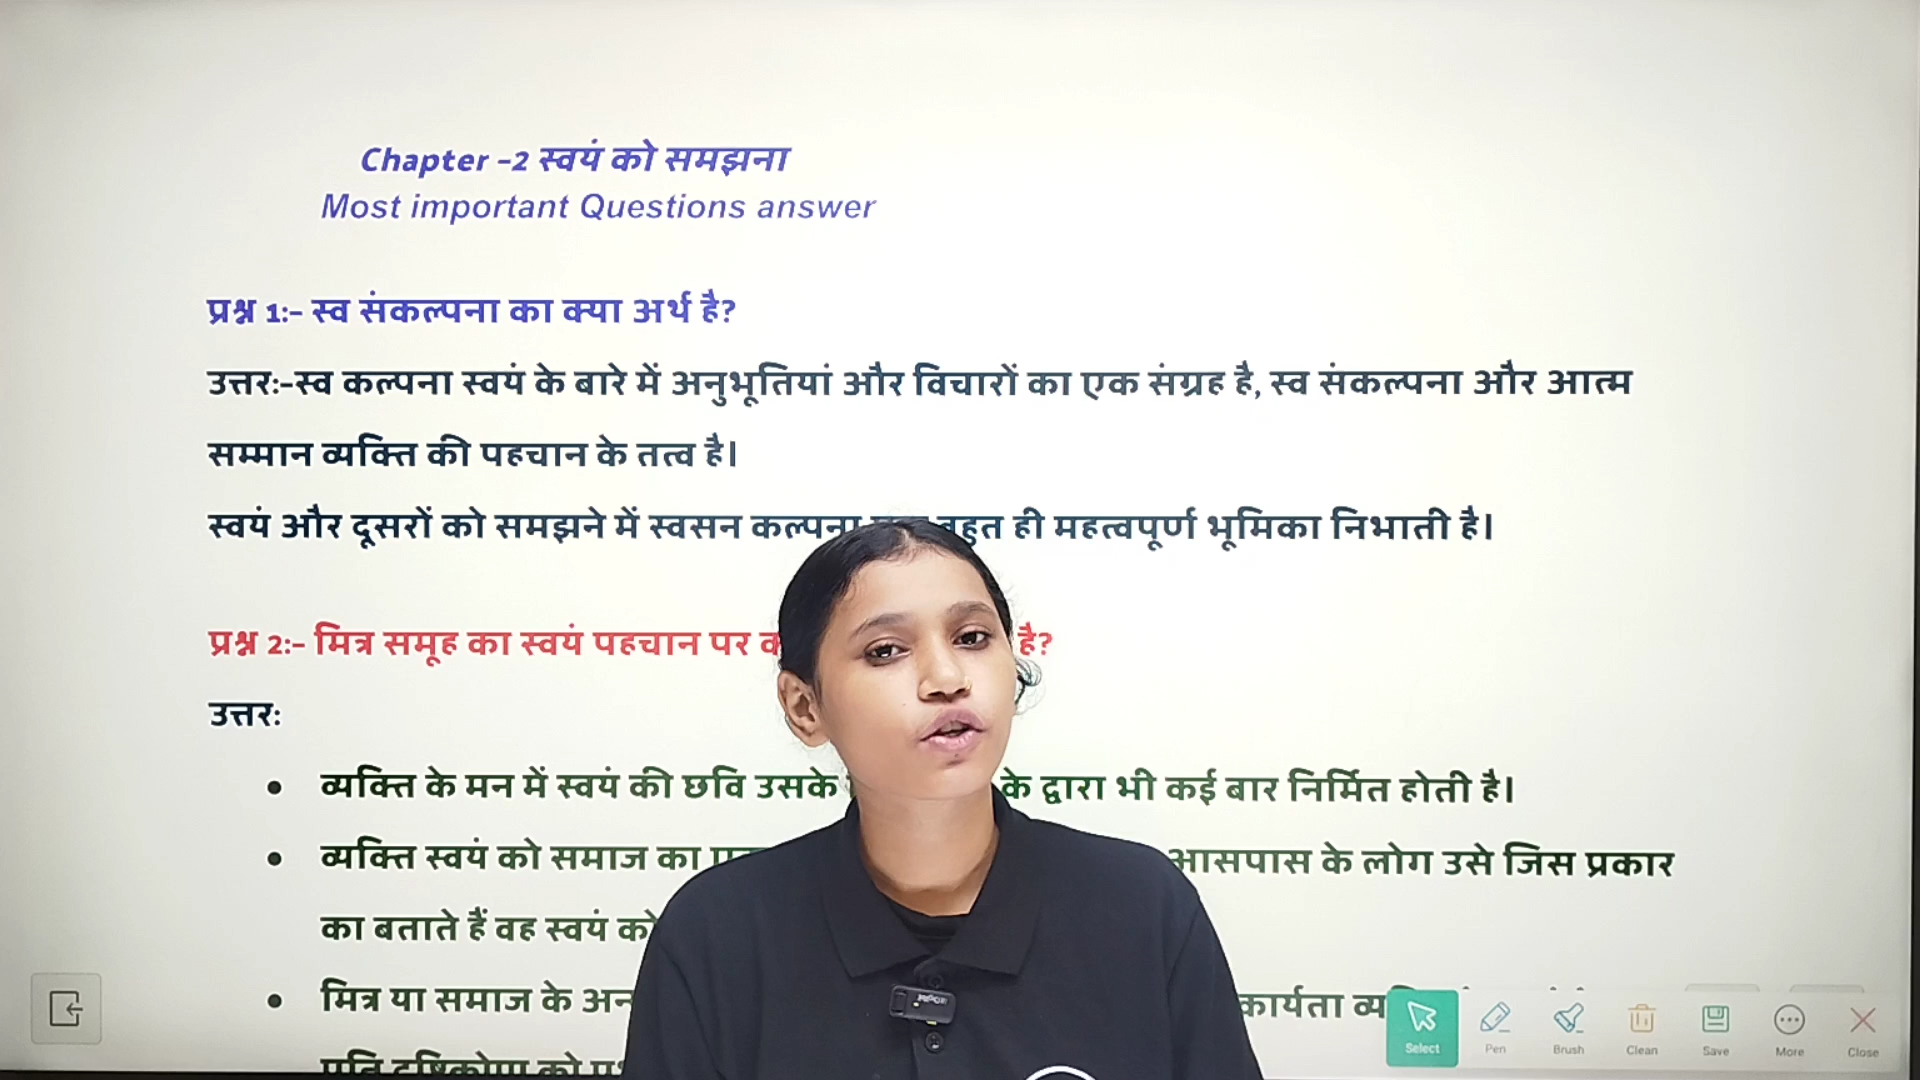 Chapter –2 स्वयं को समझना
Most important Questions answer
प्रश्न 1:– स्व संकल्पना का क्या अर्थ है?
उत्तर:–स्व कल्पना स्वयं के बारे में अनुभूतियां और विचारों का एक संग्रह है, स्व संकल्पना और आत्म
सम्मान व्यक्ति की पहचान के तत्व है।
स्वयं और दूसरों को समझने में स्वसन कल्पना बहुत ही महत्वपूर्ण भूमिका निभाती है।
प्रश्न 2:– मित्र समूह का स्वयं पहचान पर है?
उत्तर:
व्यक्ति के मन में स्वयं की छवि उसके के द्वारा भी कई बार निर्मित होती है।
व्यक्ति स्वयं को समाज का आसपास के लोग उसे जिस प्रकार
का बताते हैं वह स्वयं को
मित्र या समाज के
प्रति दृष्टिकोण को
Select Pen Brush Clean Save More Close